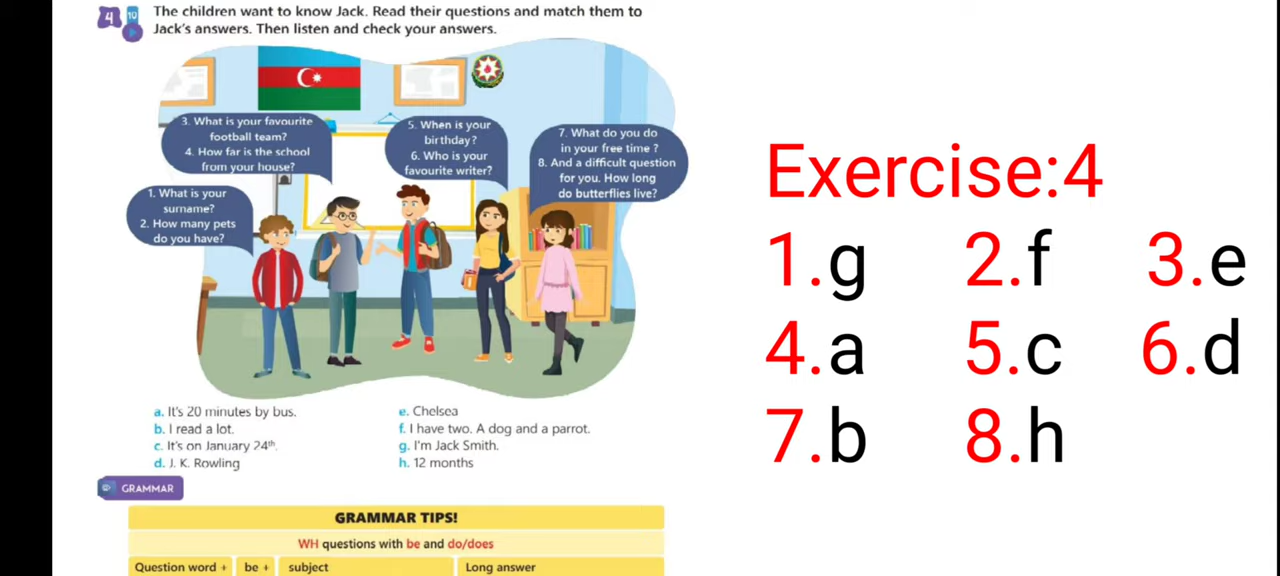 4 10 The children want to know Jack. Read their questions and match them to
Jack's answers. Then listen and check your answers.
3. What is your favourite
football team?
4. How far is the school
from your house?
5. When is your
birthday?
6. Who is your
favourite writer?
7. What do you do
in your free time ?
8. And a difficult question
for you. How long
do butterflies live?
1. What is your
surname?
2. How many pets
do you have?
a. It's 20 minutes by bus.
b. I read a lot.
c. It's on January 24th.
d. J. K. Rowling
e. Chelsea
f. I have two. A dog and a parrot.
g. I'm Jack Smith.
h. 12 months
GRAMMAR
GRAMMAR TIPS!
WH questions with be and do/does
Question word + be + subject Long answer
Exercise:4
1.g 2.f 3.e
4.a 5.c 6.d
7.b 8.h